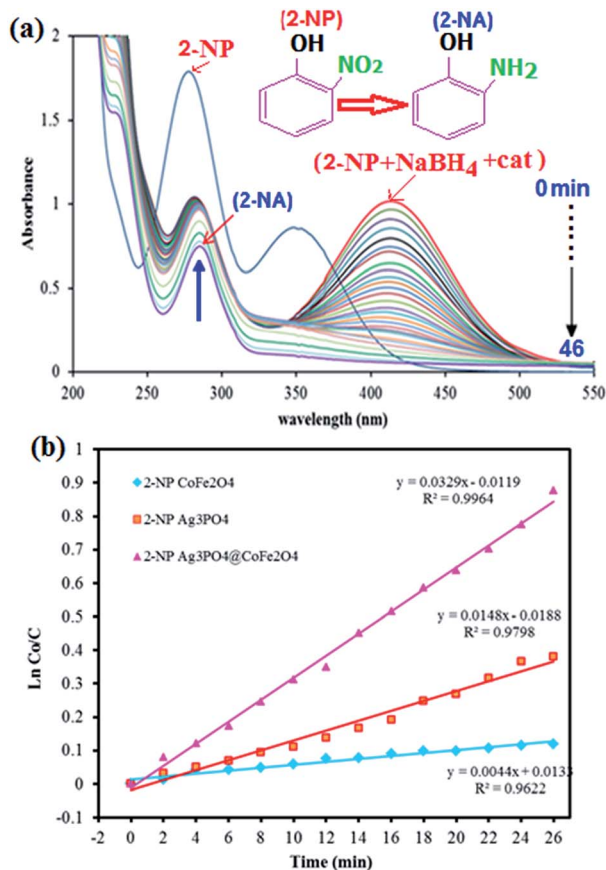 (a)
(2-NP)
OH
NO2
(2-NA)
OH
NH2
2-NP
(2-NP+NaBH4+cat)
(2-NA)
0 min
46
Absorbance
2
1.5
1
0.5
0
200 250 300 350 400 450 500 550
wavelength (nm)
(b)
Ln Co/C
1
0.9
0.8
0.7
0.6
0.5
0.4
0.3
0.2
0.1
0
-0.1
2-NP CoFe2O4
2-NP Ag3PO4
2-NP Ag3PO4@CoFe2O4
y = 0.0329x - 0.0119
R² = 0.9964
y = 0.0148x - 0.0188
R² = 0.9798
y = 0.0044x + 0.0133
R² = 0.9622
-2 0 2 4 6 8 10 12 14 16 18 20 22 24 26
Time (min)